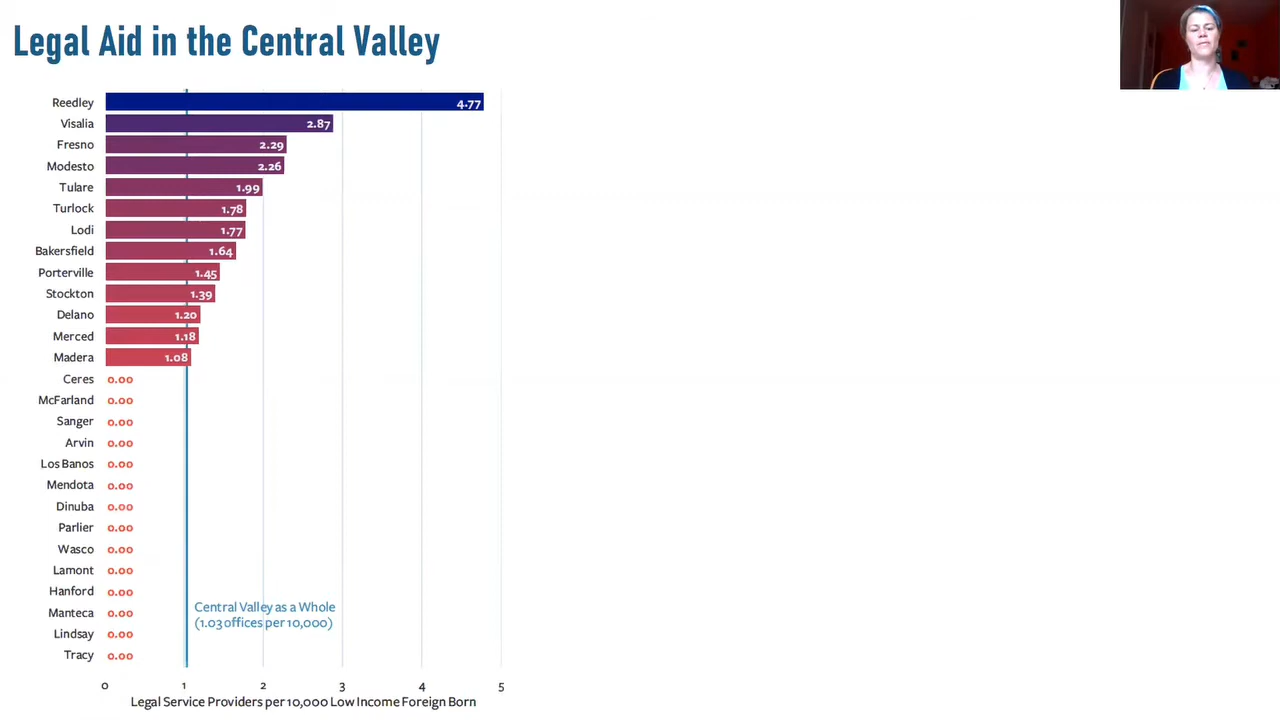 Legal Aid in the Central Valley
Reedley 4.77
Visalia 2.87
Fresno 2.29
Modesto 2.26
Tulare 1.99
Turlock 1.78
Lodi 1.77
Bakersfield 1.64
Porterville 1.45
Stockton 1.39
Delano 1.20
Merced 1.18
Madera 1.08
Ceres 0.00
McFarland 0.00
Sanger 0.00
Arvin 0.00
Los Banos 0.00
Mendota 0.00
Dinuba 0.00
Parlier 0.00
Wasco 0.00
Lamont 0.00
Hanford 0.00
Manteca 0.00
Lindsay 0.00
Tracy 0.00
Central Valley as a Whole
(1.03 offices per 10,000)
0 1 2 3 4 5
Legal Service Providers per 10,000 Low Income Foreign Born